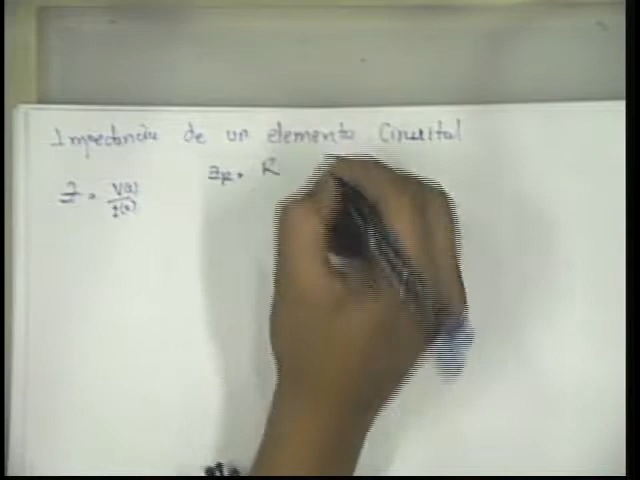 Impedancia de un elemento Circuital
Z = V(s)/I(s)
Z_R = R